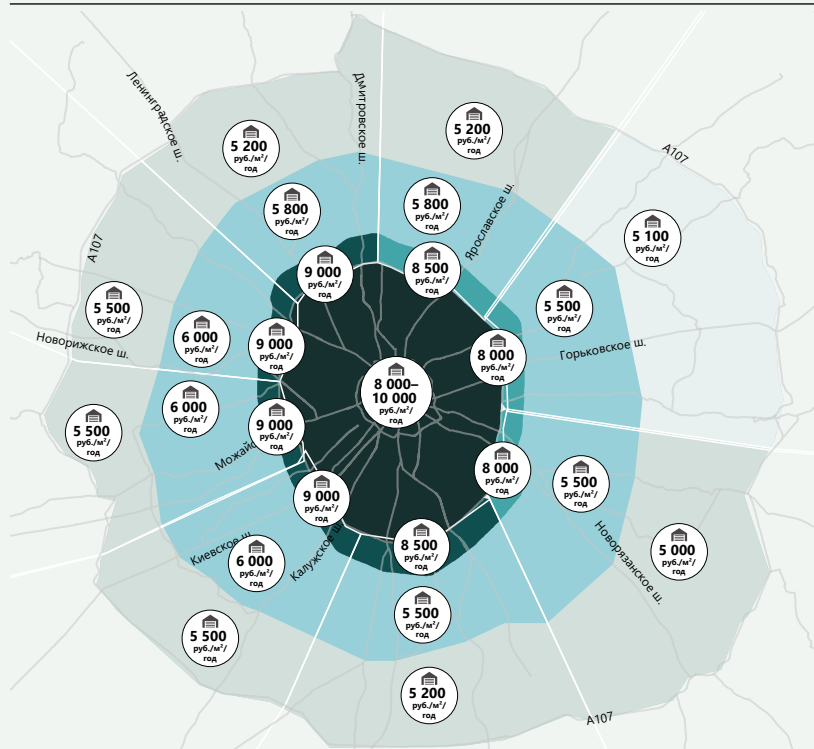 Ленинградское ш.
Дмитровское ш.
5 200
руб./м²/
год
5 200
руб./м²/
год
А107
Ярославское ш.
5 800
руб./м²/
год
5 800
руб./м²/
год
5 100
руб./м²/
год
А107
9 000
руб./м²/
год
8 500
руб./м²/
год
5 500
руб./м²/
год
5 500
руб./м²/
год
Новорижское ш.
6 000
руб./м²/
год
9 000
руб./м²/
год
8 000
руб./м²/
год
Горьковское ш.
8 000–
10 000
руб./м²/
год
6 000
руб./м²/
год
5 500
руб./м²/
год
9 000
руб./м²/
год
Можай
8 000
руб./м²/
год
5 500
руб./м²/
год
9 000
руб./м²/
год
Новорязанское ш.
Киевское ш.
Калужское ш.
8 500
руб./м²/
год
5 000
руб./м²/
год
6 000
руб./м²/
год
5 500
руб./м²/
год
5 500
руб./м²/
год
5 200
руб./м²/
год
А107